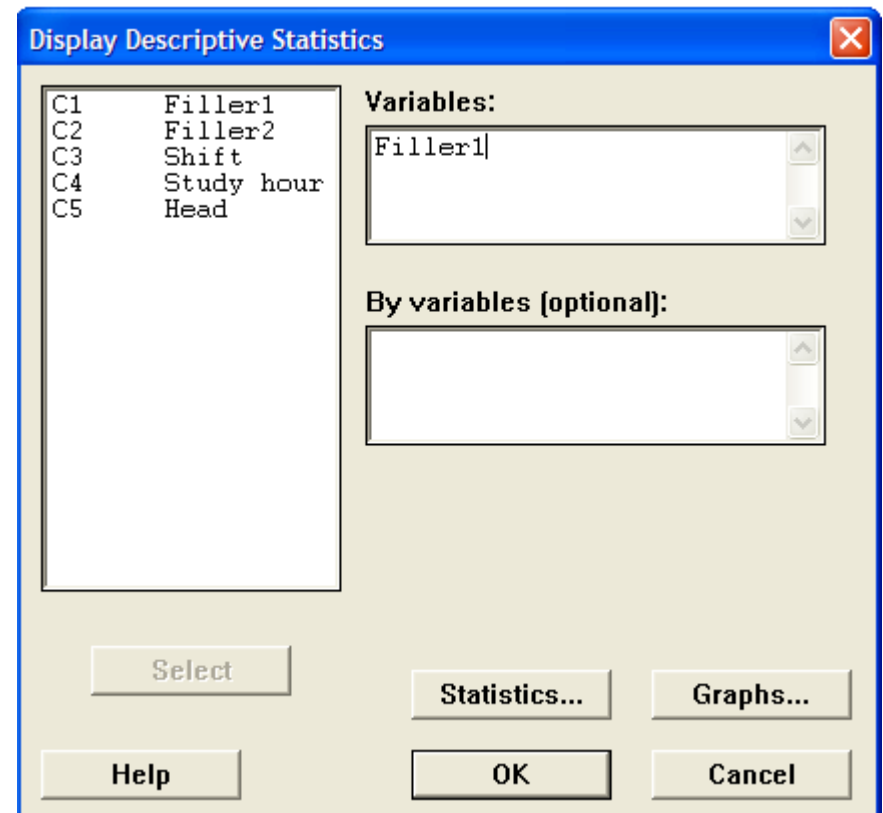 Display Descriptive Statistics
C1 Filler1
C2 Filler2
C3 Shift
C4 Study hour
C5 Head
Variables:
Filler1
By variables (optional):
Select
Statistics...
Graphs...
Help
OK
Cancel